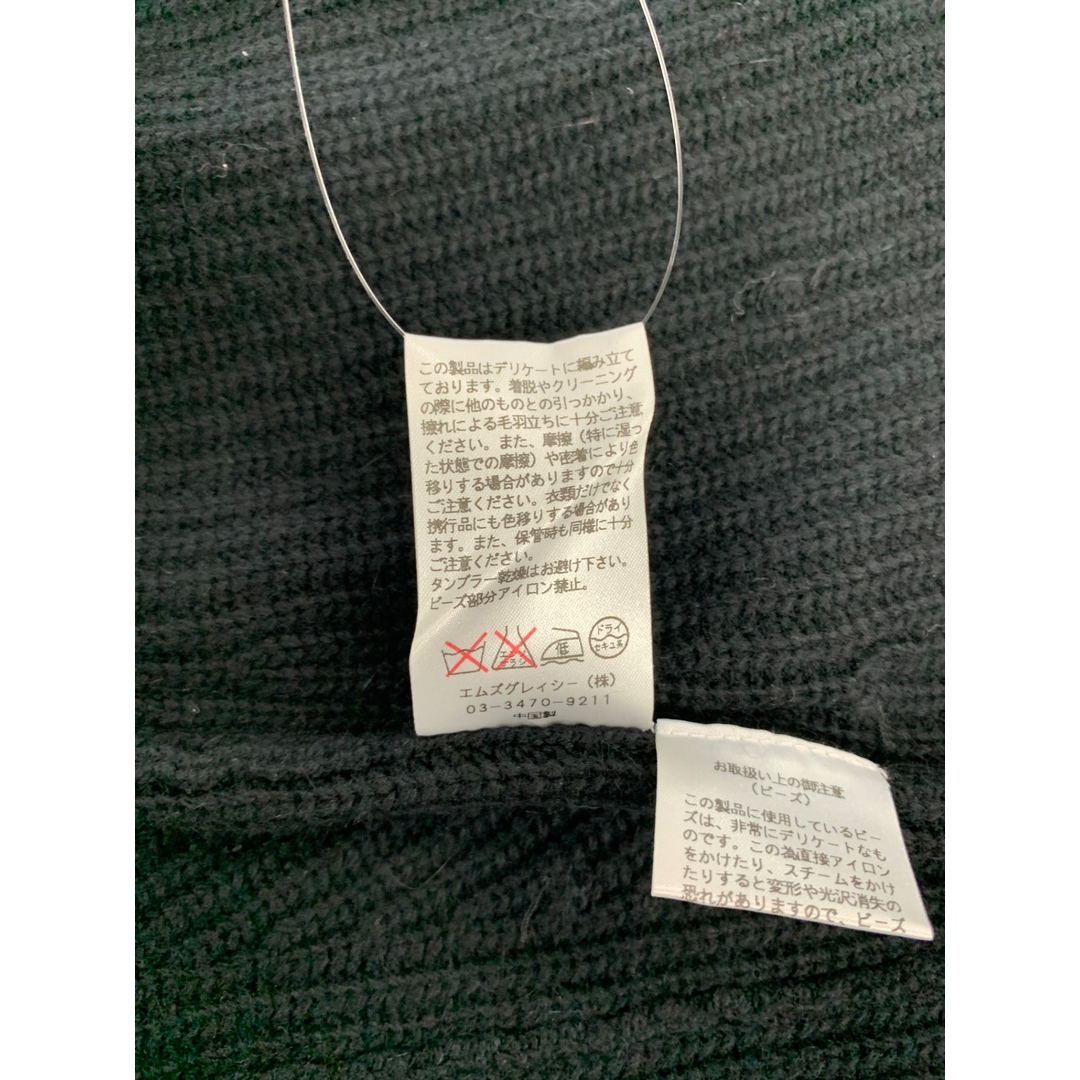 この製品はデリケートに編み立て
ております。着脱やクリーニング
の際に他のものとの引っかかり、
擦れによる毛羽立ちに十分ご注意
ください。また、摩擦（特に湿っ
た状態での摩擦）や密着により色
移りする場合がありますので十分
ご注意ください。衣類だけでなく
携行品にも色移りする場合があり
ます。また、保管時も同様に十分
ご注意ください。
タンブラー乾燥はお避け下さい。
ビーズ部分アイロン禁止。
エンソ
サラシ
低
ドライ
セキユ系
エムズグレイシー（株）
03-3470-9211
中国製
お取扱い上の御注意
（ビーズ）
この製品に使用しているビー
ズは、非常にデリケートなも
のです。この為直接アイロン
をかけたり、スチームをかけ
たりすると変形や光沢消失の
恐れがありますので、ビーズ